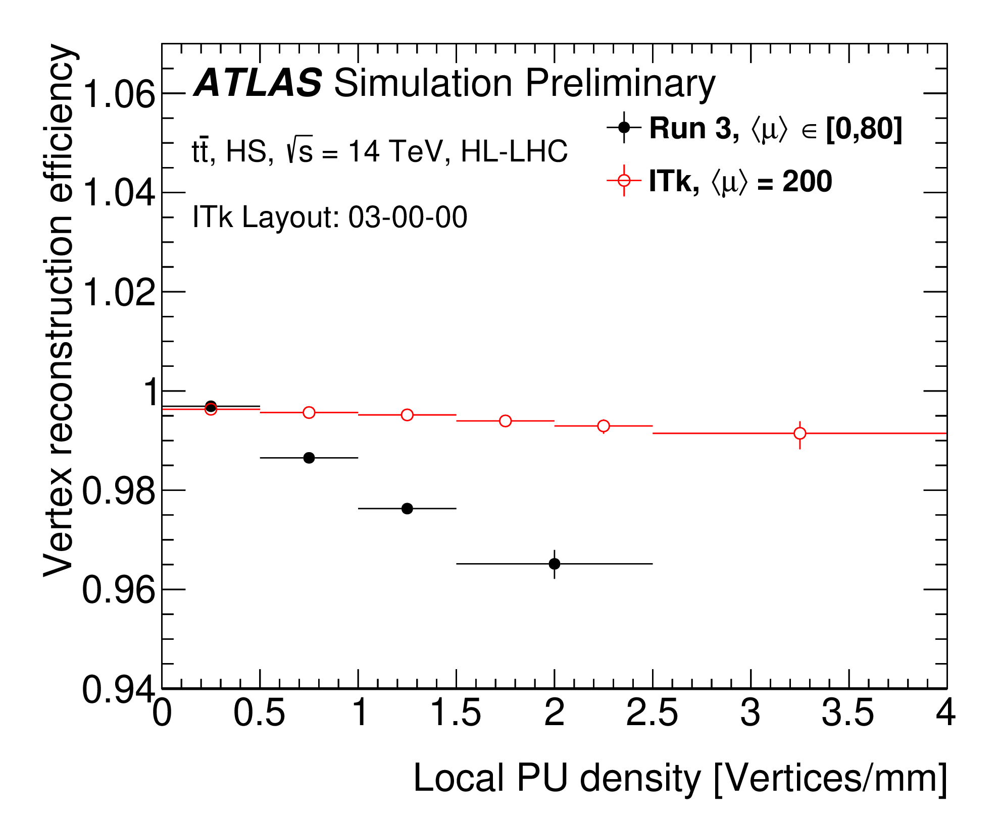 ATLAS Simulation Preliminary
Run 3, ⟨μ⟩ ∈ [0,80]
tt̄, HS, √s = 14 TeV, HL-LHC
ITk, ⟨μ⟩ = 200
ITk Layout: 03-00-00
Vertex reconstruction efficiency
1.06
1.04
1.02
1
0.98
0.96
0.94
0 0.5 1 1.5 2 2.5 3 3.5 4
Local PU density [Vertices/mm]